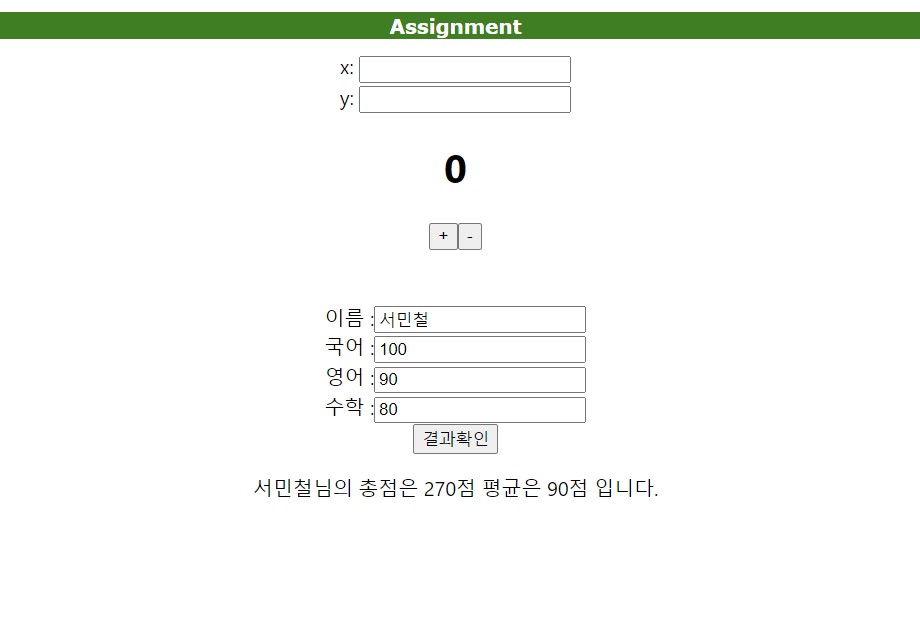 Assignment
x:
y:
0
+ -
이름 : 서민철
국어 : 100
영어 : 90
수학 : 80
결과확인
서민철님의 총점은 270점 평균은 90점 입니다.